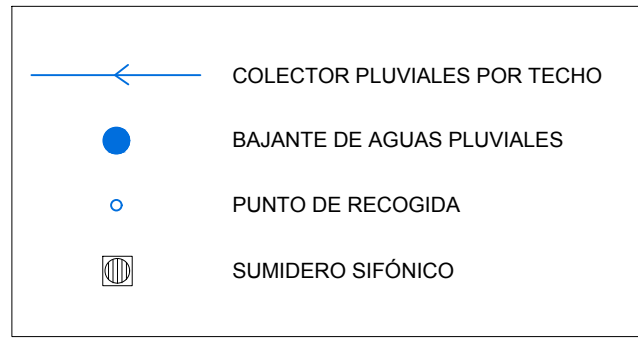 COLECTOR PLUVIALES POR TECHO
BAJANTE DE AGUAS PLUVIALES
PUNTO DE RECOGIDA
SUMIDERO SIFÓNICO